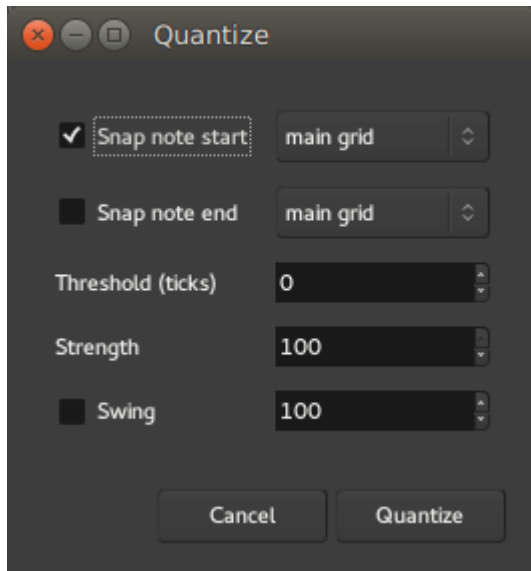 Quantize
Snap note start main grid
Snap note end main grid
Threshold (ticks) 0
Strength 100
Swing 100
Cancel Quantize